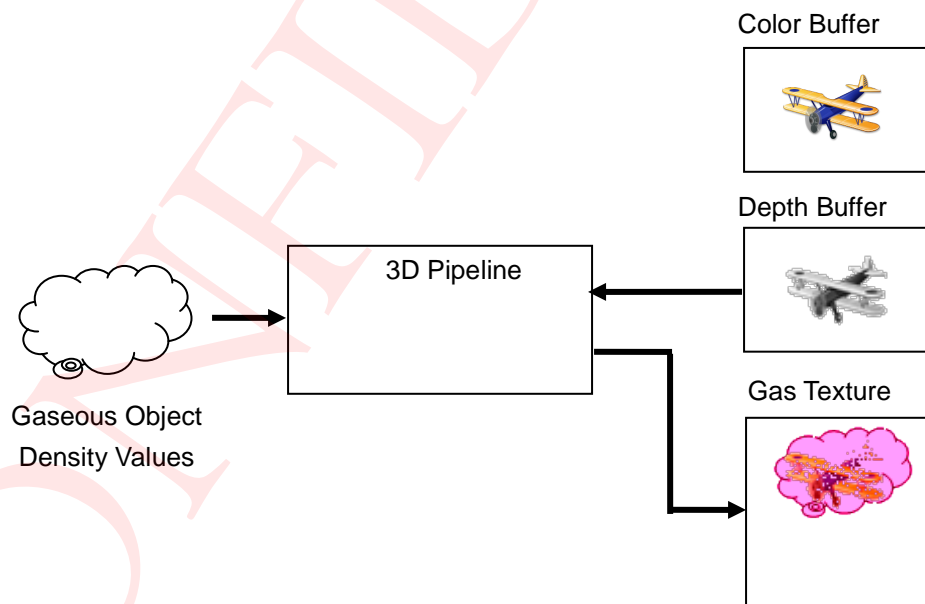 Color Buffer
Depth Buffer
3D Pipeline
Gas Texture
Gaseous Object
Density Values